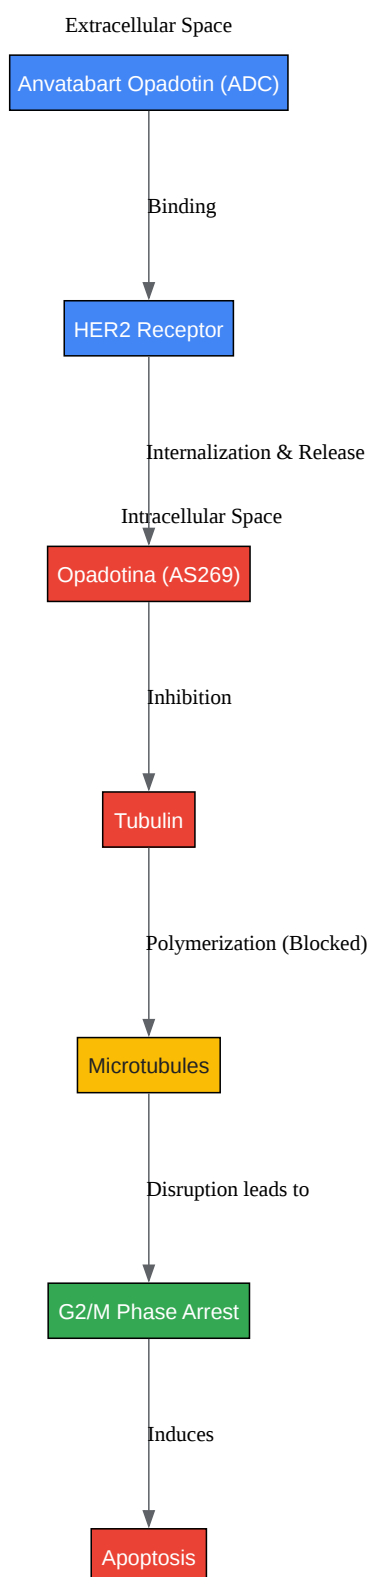 Extracellular Space
Anvatabart Opadotin (ADC)
Binding
HER2 Receptor
Internalization & Release
Intracellular Space
Opadotina (AS269)
Inhibition
Tubulin
Polymerization (Blocked)
Microtubules
Disruption leads to
G2/M Phase Arrest
Induces
Apoptosis